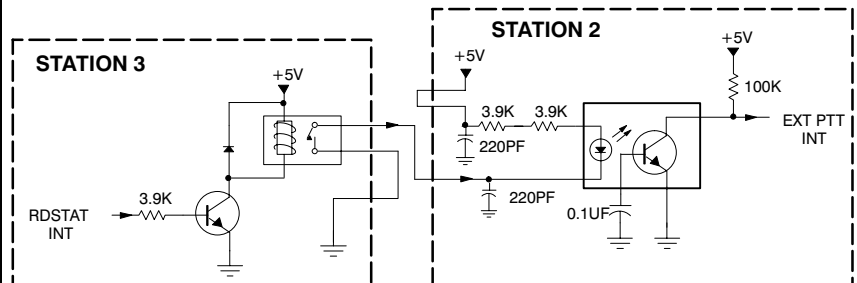 STATION 3
+5V
3.9K
RDSTAT
INT
STATION 2
+5V
3.9K
3.9K
220PF
220PF
0.1UF
+5V
100K
EXT PTT
INT